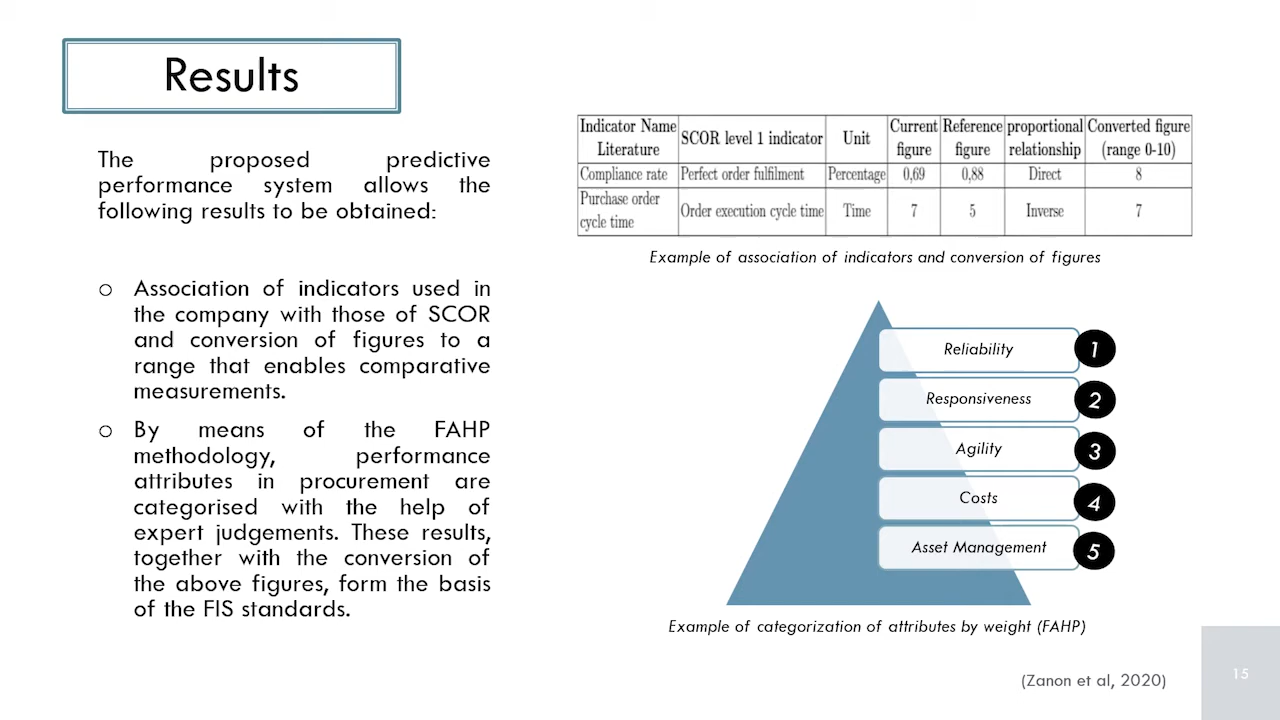 Results
The proposed predictive
performance system allows the
following results to be obtained:
o Association of indicators used in
the company with those of SCOR
and conversion of figures to a
range that enables comparative
measurements.
o By means of the FAHP
methodology, performance
attributes in procurement are
categorised with the help of
expert judgements. These results,
together with the conversion of
the above figures, form the basis
of the FIS standards.
Indicator Name Literature | SCOR level 1 indicator | Unit | Current figure | Reference figure | proportional relationship | Converted figure (range 0-10)
Compliance rate | Perfect order fulfilment | Percentage | 0,69 | 0,88 | Direct | 8
Purchase order cycle time | Order execution cycle time | Time | 7 | 5 | Inverse | 7
Example of association of indicators and conversion of figures
Reliability 1
Responsiveness 2
Agility 3
Costs 4
Asset Management 5
Example of categorization of attributes by weight (FAHP)
(Zanon et al, 2020)
15